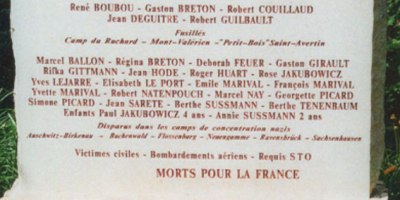 René BOUBOU - Gaston BRETON - Robert COUILLAUD
Jean DEGUITRE - Robert GUILBAULT
Fusillés
Camp du Ruchard - Mont-Valérien - "Petit-Bois" Saint-Avertin
Marcel BALLON - Régina BRETON - Deborah FEUER - Gaston GIRAULT
Rifka GITTMANN - Jean HODE - Roger HUART - Rose JAKUBOWICZ
Yves LEJARRE - Elisabeth LE PORT - Emile MARIVAL - François MARIVAL
Yvette MARIVAL - Robert NATENPOUCH - Marcel NAY - Georgette PICARD
Simone PICARD - Jean SARETE - Berthe SUSSMANN - Berthe TENENBAUM
Enfants Paul JAKUBOWICZ 4 ans - Annie SUSSMANN 2 ans
Disparus dans les camps de concentration nazis
Auschwitz-Birkenau - Buchenwald - Flossenburg - Neuengamme - Ravensbrück - Sachsenhausen
Victimes civiles - Bombardements aériens - Requis STO
MORTS POUR LA FRANCE